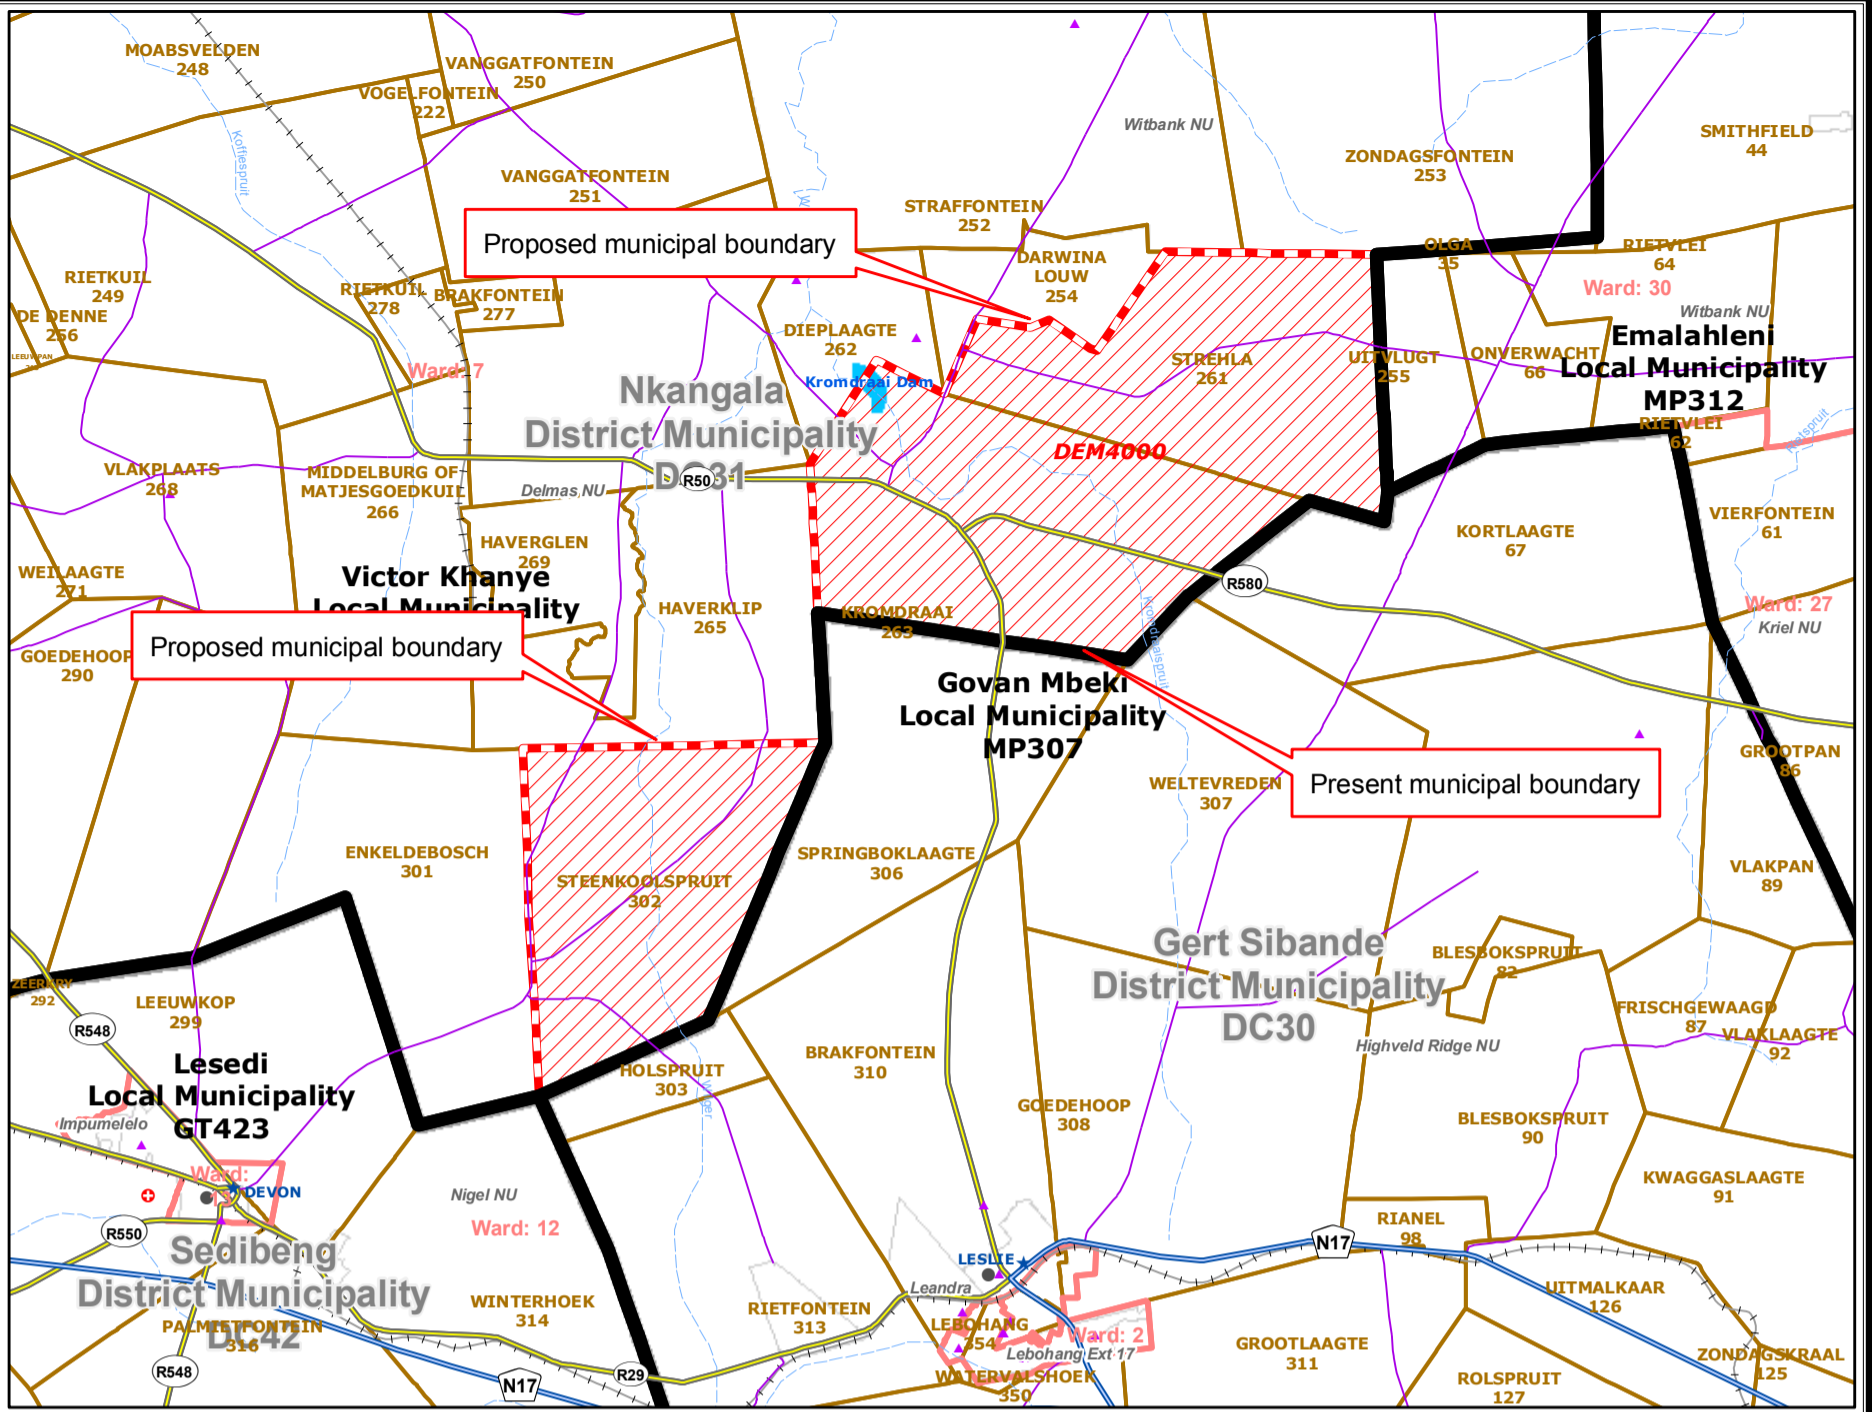 MOABSVELDEN
248
VANGGATFONTEIN
250
VOGELFONTEIN
222
Koffiespruit
Witbank NU
ZONDAGSFONTEIN
253
SMITHFIELD
44
VANGGATFONTEIN
251
STRAFFONTEIN
252
Proposed municipal boundary
DARWINA
LOUW
254
OLGA
35
RIETVLEI
64
Ward: 30
Witbank NU
RIETKUIL
249
DE DENNE
256
LEEUWPAN
RIETKUIL
278
BRAKFONTEIN
277
DIEPLAAGTE
262
Kromdraai Dam
STREHLA
261
UITVLUGT
255
ONVERWACHT
66
Emalahleni
Local Municipality
MP312
RIETVLEI
62
Rietspruit
Ward: 7
Nkangala
District Municipality
DC31
R50
DEM4000
VLAKPLAATS
268
MIDDELBURG OF
MATJESGOEDKUIL
266
Delmas NU
HAVERGLEN
269
KORTLAAGTE
67
VIERFONTEIN
61
WEILAAGTE
271
Victor Khanye
Local Municipality
HAVERKLIP
265
KROMDRAAI
263
Kromdraaispruit
R580
Ward: 27
Kriel NU
GOEDEHOOP
290
Proposed municipal boundary
Govan Mbeki
Local Municipality
MP307
WELTEVREDEN
307
Present municipal boundary
GROOTPAN
86
ENKELDEBOSCH
301
STEENKOOLSPRUIT
302
SPRINGBOKLAAGTE
306
VLAKPAN
89
Gert Sibande
District Municipality
DC30
BLESBOKSPRUIT
82
ZEERKRY
292
LEEUWKOP
299
R548
FRISCHGEWAAGD
87
VLAKLAAGTE
92
Highveld Ridge NU
Lesedi
Local Municipality
GT423
Impumelelo
HOLSPRUIT
303
BRAKFONTEIN
310
GOEDEHOOP
308
BLESBOKSPRUIT
90
KWAGGASLAAGTE
91
Ward:
DEVON
Nigel NU
Ward: 12
R550
Sedibeng
District Municipality
DC42
PALMIETFONTEIN
316
R548
WINTERHOEK
314
N17
R29
RIETFONTEIN
313
LESLIE
Leandra
LEBOHANG
354
Ward: 2
Lebohang Ext 17
WATERVALSHOEK
350
RIANEL
98
N17
GROOTLAAGTE
311
UITMALKAAR
126
ROLSPRUIT
127
ZONDAGSKRAAL
125